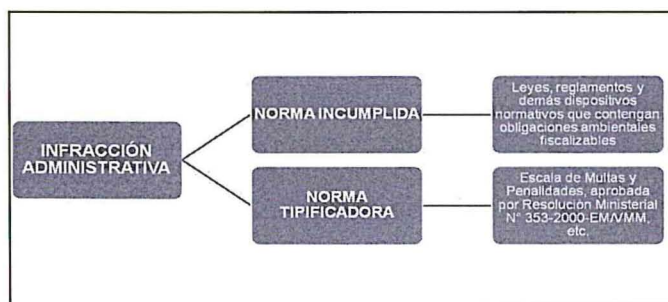 INFRACCIÓN
ADMINISTRATIVA
NORMA INCUMPLIDA
Leyes, reglamentos y
demás dispositivos
normativos que contengan
obligaciones ambientales
fiscalizables
NORMA
TIPIFICADORA
Escala de Multas y
Penalidades, aprobada
por Resolución Ministerial
N° 353-2000-EM/VMM,
etc.